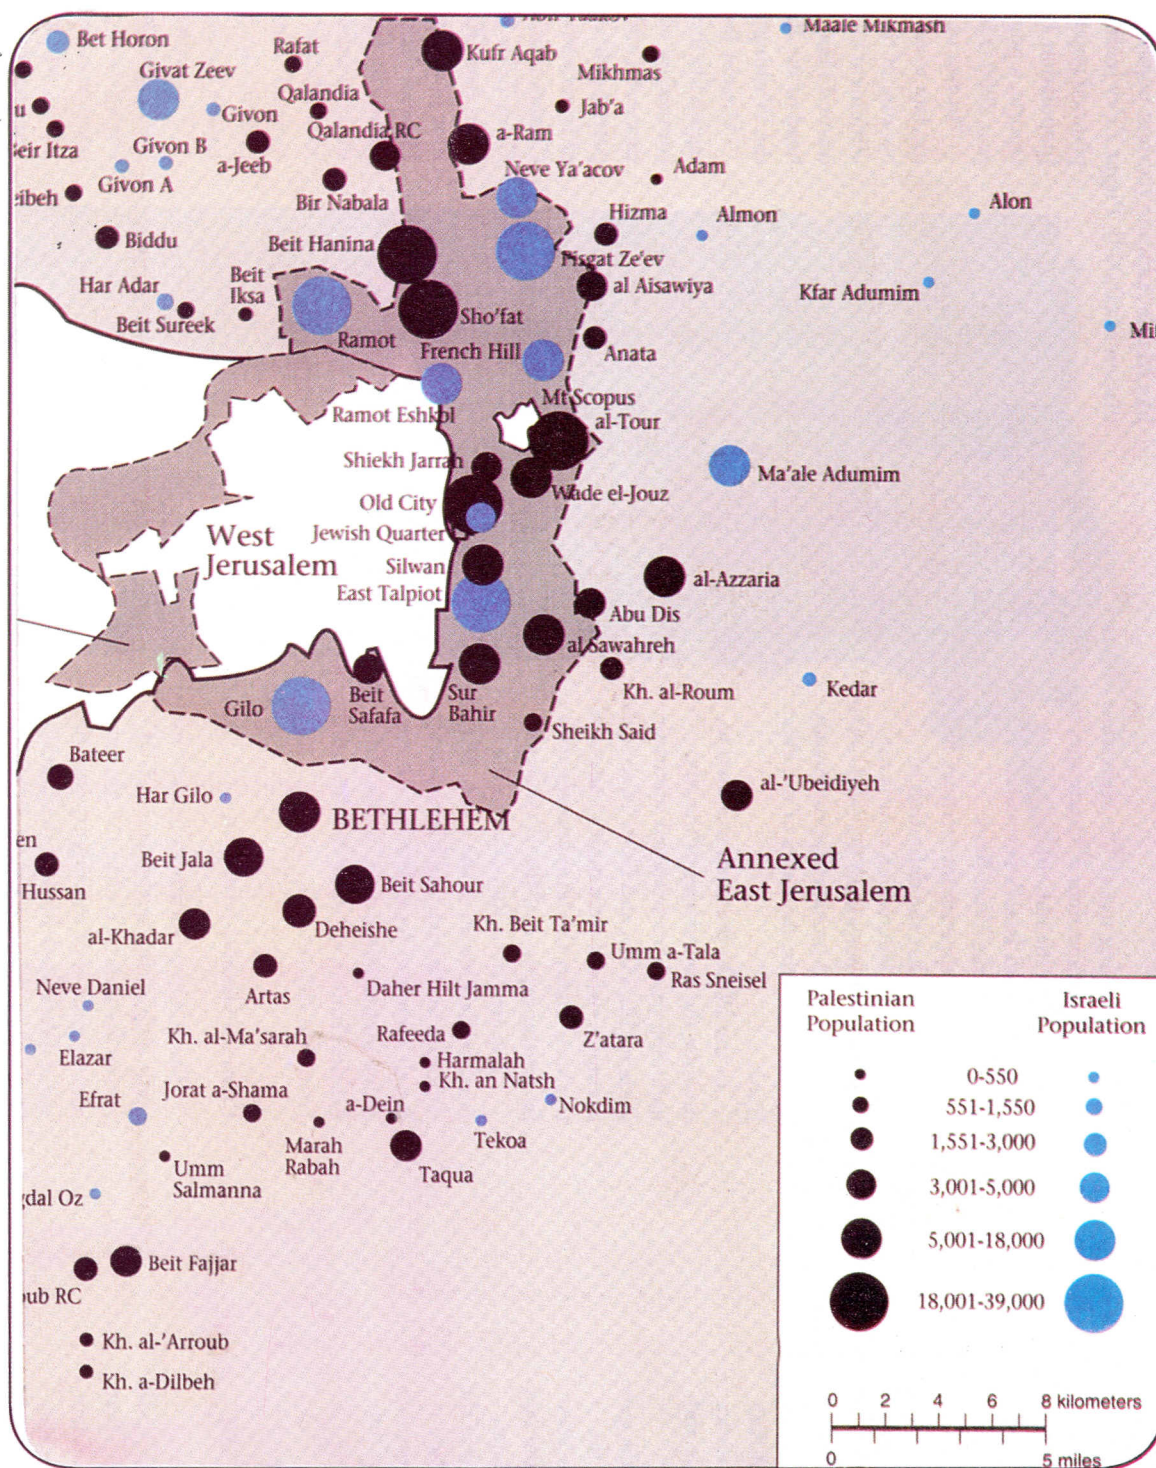 Maale Mikmash
Bet Horon
Rafat
Kufr Aqab
Mikhmas
Givat Zeev
Qalandia
Jab'a
Givon
Qalandia RC
a-Ram
Givon B
a-Jeeb
Neve Ya'acov
Adam
Givon A
Bir Nabala
Hizma
Almon
Alon
Biddu
Beit Hanina
Pisgat Ze'ev
Har Adar
Beit
Iksa
al Aisawiya
Kfar Adumim
Beit Sureek
Sho'fat
Ramot
French Hill
Anata
Mt Scopus
Ramot Eshkol
al-Tour
Shiekh Jarrah
Ma'ale Adumim
Old City
Wade el-Jouz
West
Jerusalem
Jewish Quarter
Silwan
al-Azzaria
East Talpiot
Abu Dis
al Sawahreh
Kh. al-Roum
Kedar
Gilo
Beit
Safafa
Sur
Bahir
Sheikh Said
Bateer
al-'Ubeidiyeh
Har Gilo
BETHLEHEM
Beit Jala
Annexed
East Jerusalem
Hussan
Beit Sahour
al-Khadar
Deheishe
Kh. Beit Ta'mir
Umm a-Tala
Ras Sneisel
Neve Daniel
Artas
Daher Hilt Jamma
Kh. al-Ma'sarah
Rafeeda
Z'atara
Elazar
Harmalah
Jorat a-Shama
Kh. an Natsh
Efrat
a-Dein
Nokdim
Marah
Rabah
Tekoa
Umm
Salmanna
Taqua
Beit Fajjar
Kh. al-'Arroub
Kh. a-Dilbeh
Palestinian
Population
Israeli
Population
0-550
551-1,550
1,551-3,000
3,001-5,000
5,001-18,000
18,001-39,000
0 2 4 6 8 kilometers
0 5 miles